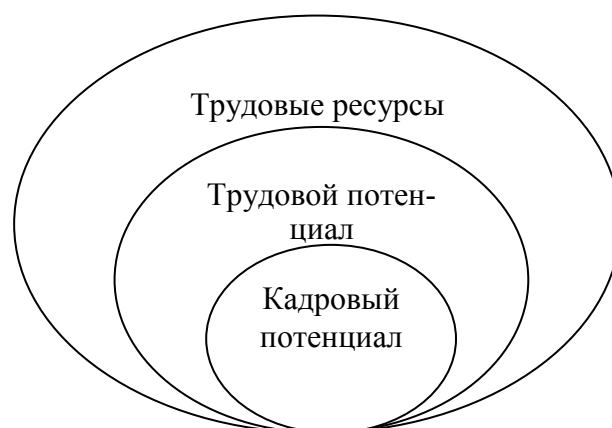 Трудовые ресурсы
Трудовой потен-
циал
Кадровый
потенциал